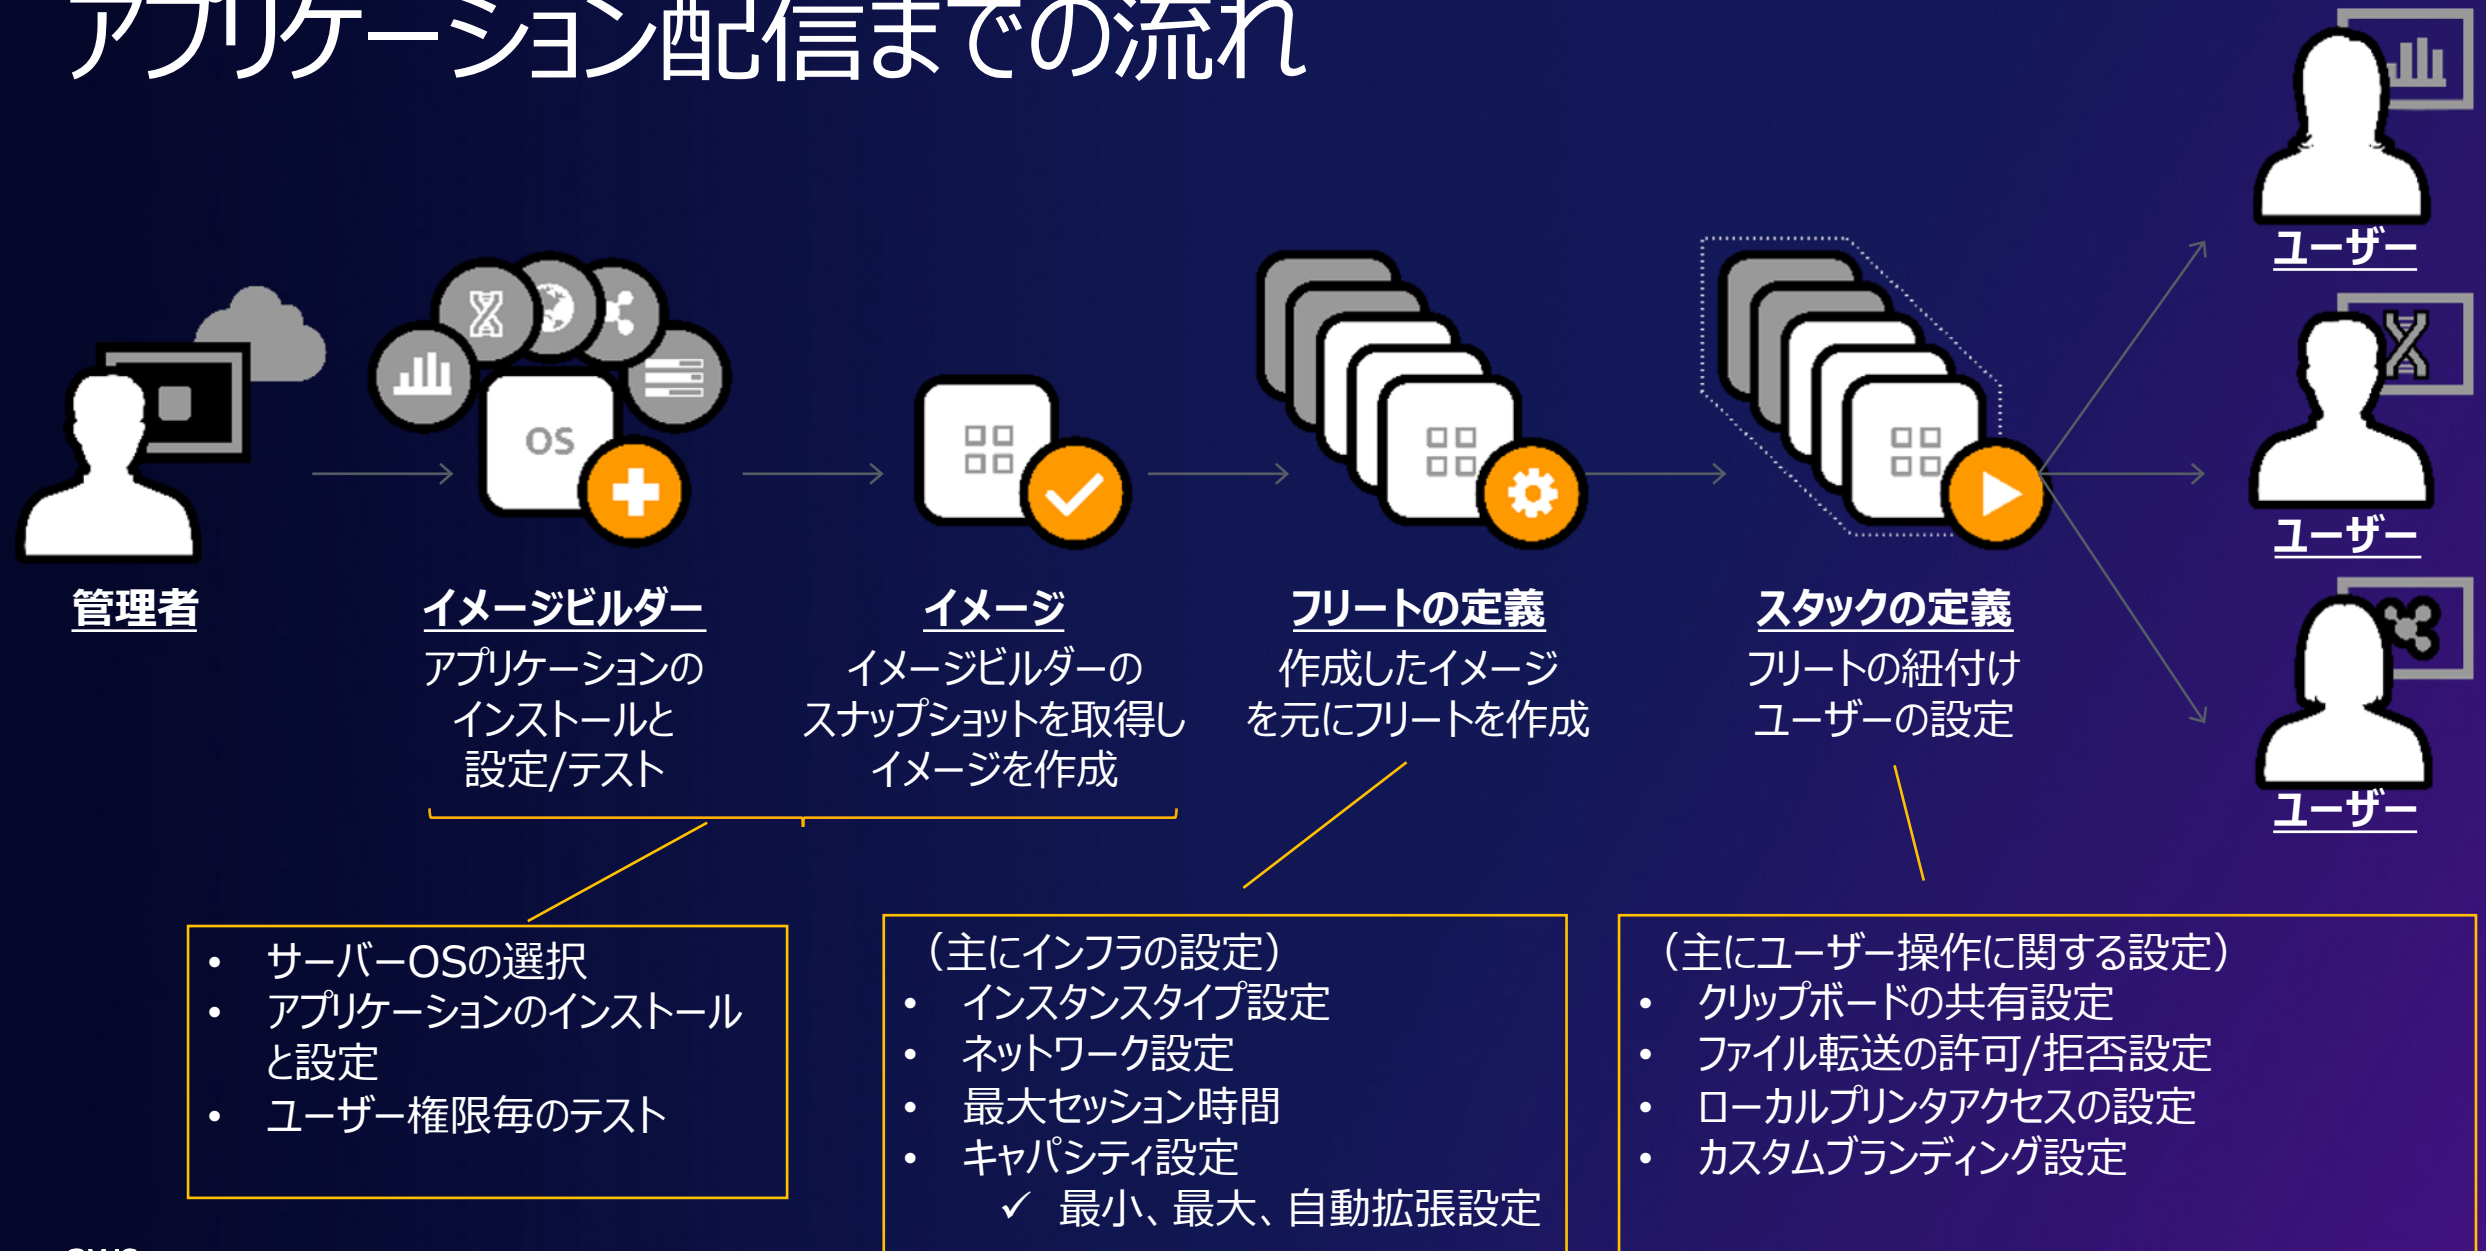 アプリケーション配信までの流れ
OS
管理者
イメージビルダー
アプリケーションの
インストールと
設定/テスト
イメージ
イメージビルダーの
スナップショットを取得し
イメージを作成
フリートの定義
作成したイメージ
を元にフリートを作成
スタックの定義
フリートの紐付け
ユーザーの設定
ユーザー
ユーザー
ユーザー
• サーバーOSの選択
• アプリケーションのインストール
と設定
• ユーザー権限毎のテスト
（主にインフラの設定）
• インスタンスタイプ設定
• ネットワーク設定
• 最大セッション時間
• キャパシティ設定
✓ 最小、最大、自動拡張設定
（主にユーザー操作に関する設定）
• クリップボードの共有設定
• ファイル転送の許可/拒否設定
• ローカルプリンタアクセスの設定
• カスタムブランディング設定